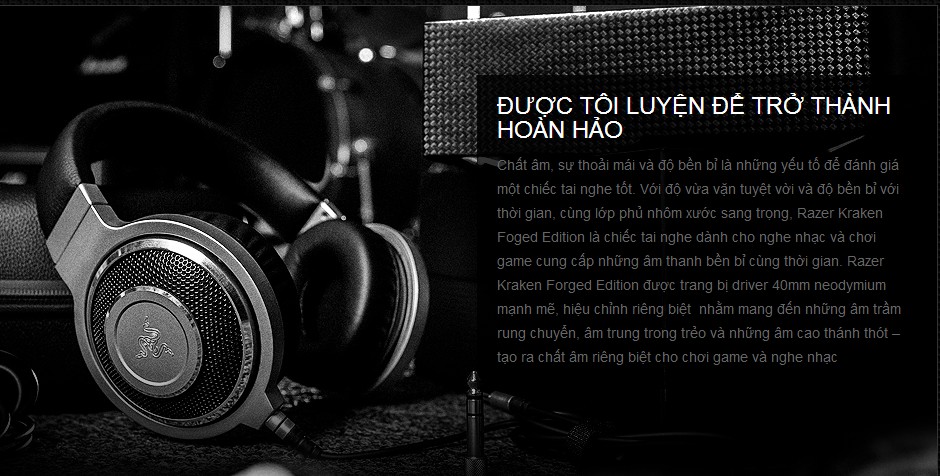 ĐƯỢC TÔI LUYỆN ĐỂ TRỞ THÀNH
HOÀN HẢO
Chất âm, sự thoải mái và độ bền bỉ là những yếu tố để đánh giá
một chiếc tai nghe tốt. Với độ vừa vặn tuyệt vời và độ bền bỉ với
thời gian, cùng lớp phủ nhôm xước sang trọng, Razer Kraken
Foged Edition là chiếc tai nghe dành cho nghe nhạc và chơi
game cung cấp những âm thanh bền bỉ cùng thời gian. Razer
Kraken Forged Edition được trang bị driver 40mm neodymium
mạnh mẽ, hiệu chỉnh riêng biệt  nhằm mang đến những âm trầm
rung chuyển, âm trung trong trẻo và những âm cao thánh thót –
tạo ra chất âm riêng biệt cho chơi game và nghe nhạc